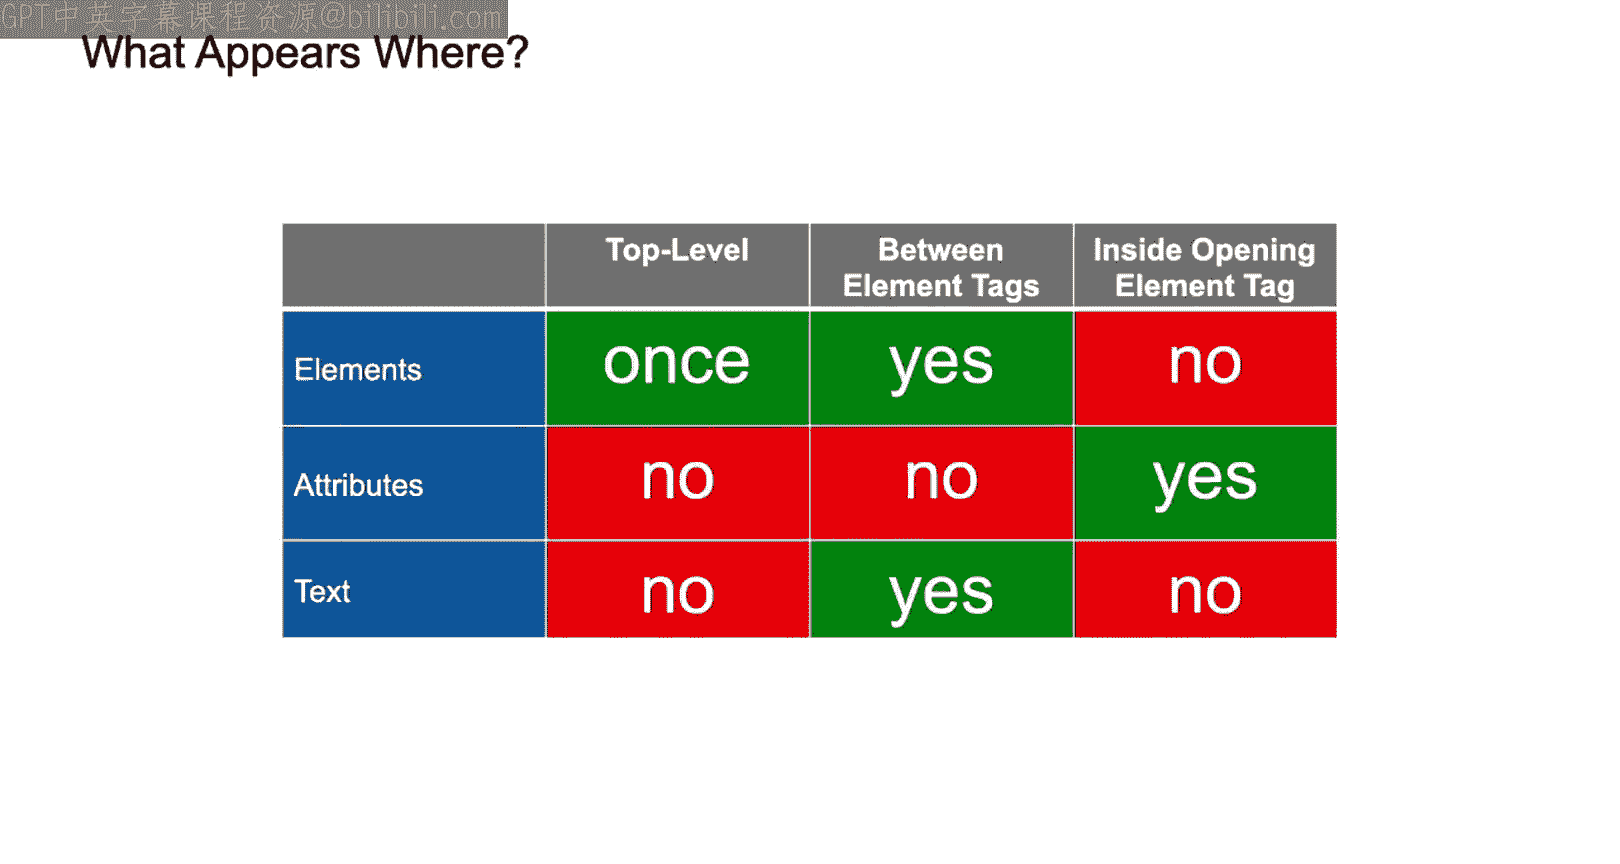 GPT中英字幕课程资源@bilibili.com
What Appears Where?
Top-Level
Between
Element Tags
Inside Opening
Element Tag
Elements
once
yes
no
Attributes
no
no
yes
Text
no
yes
no